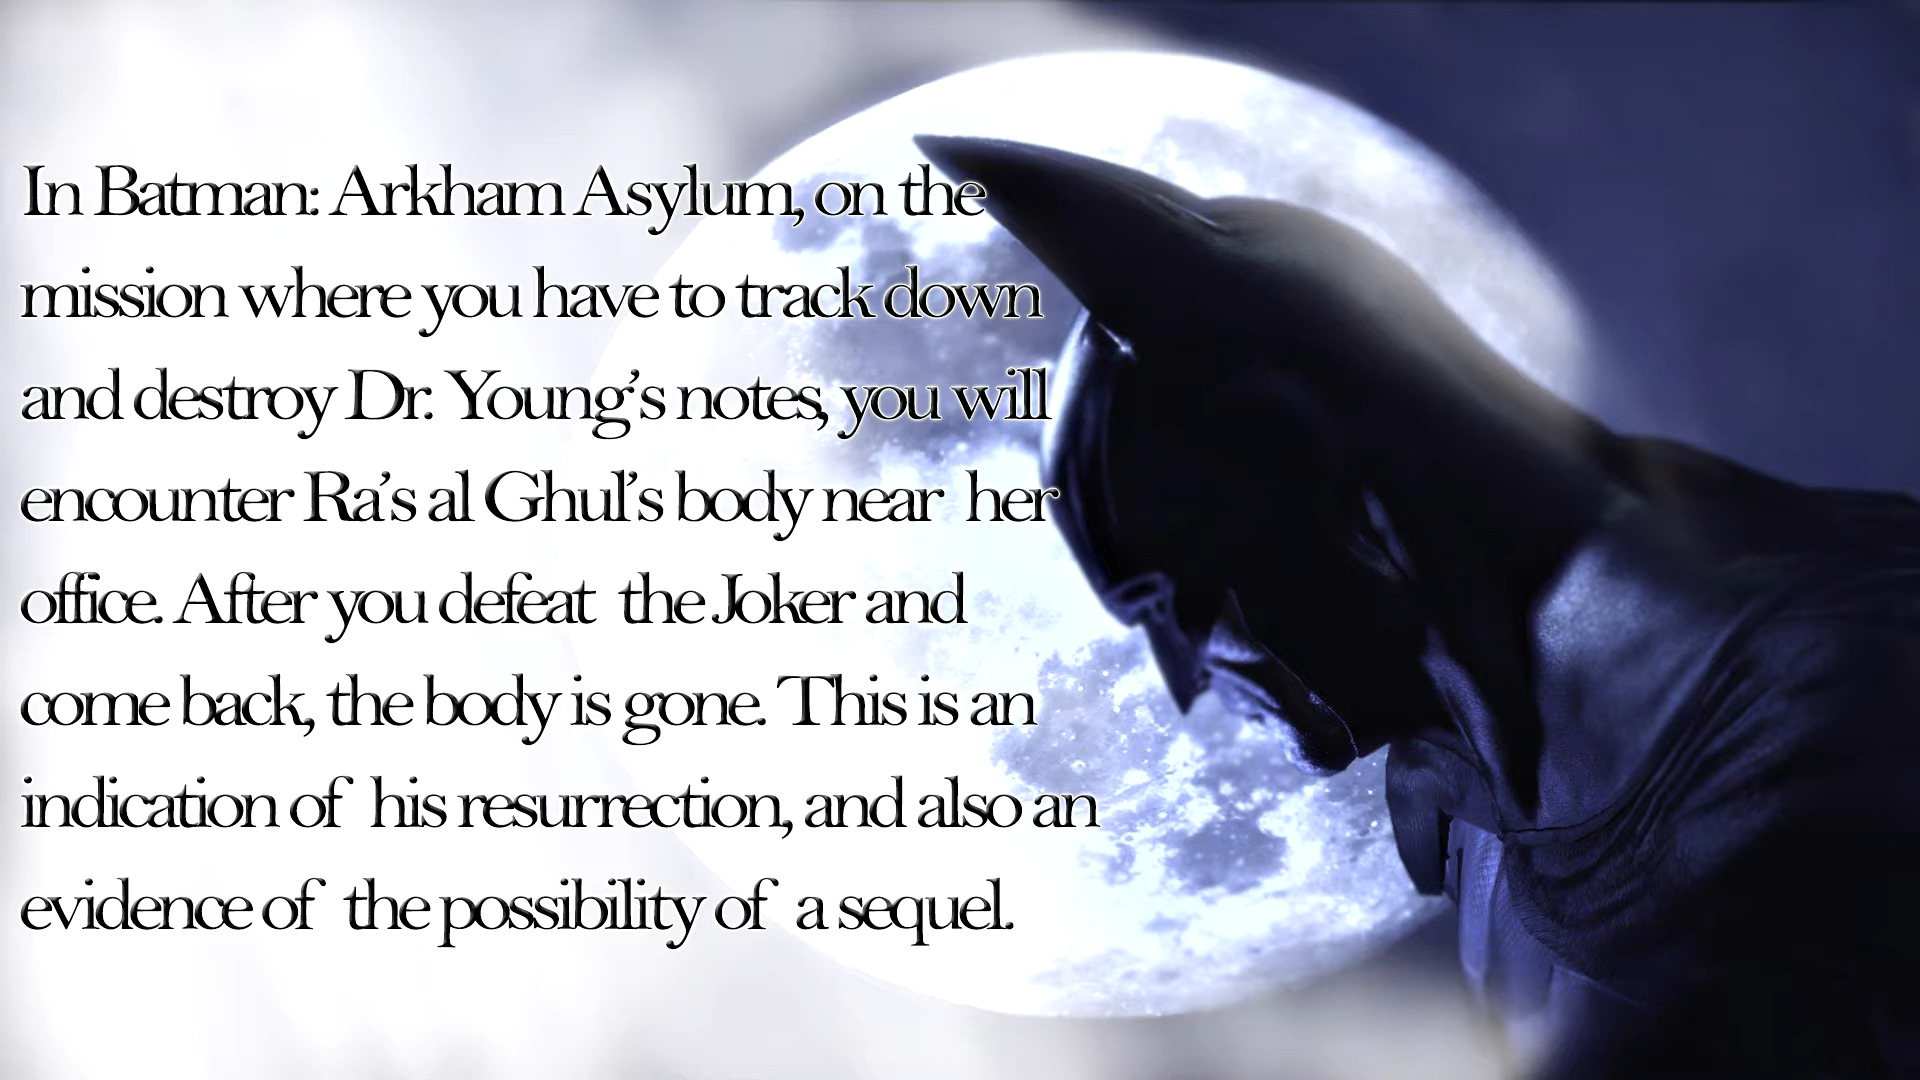 In Batman: Arkham Asylum, on the
mission where you have to track down
and destroy Dr. Young's notes, you will
encounter Ra's al Ghul's body near her
office. After you defeat the Joker and
come back, the body is gone. This is an
indication of his resurrection, and also an
evidence of the possibility of a sequel.